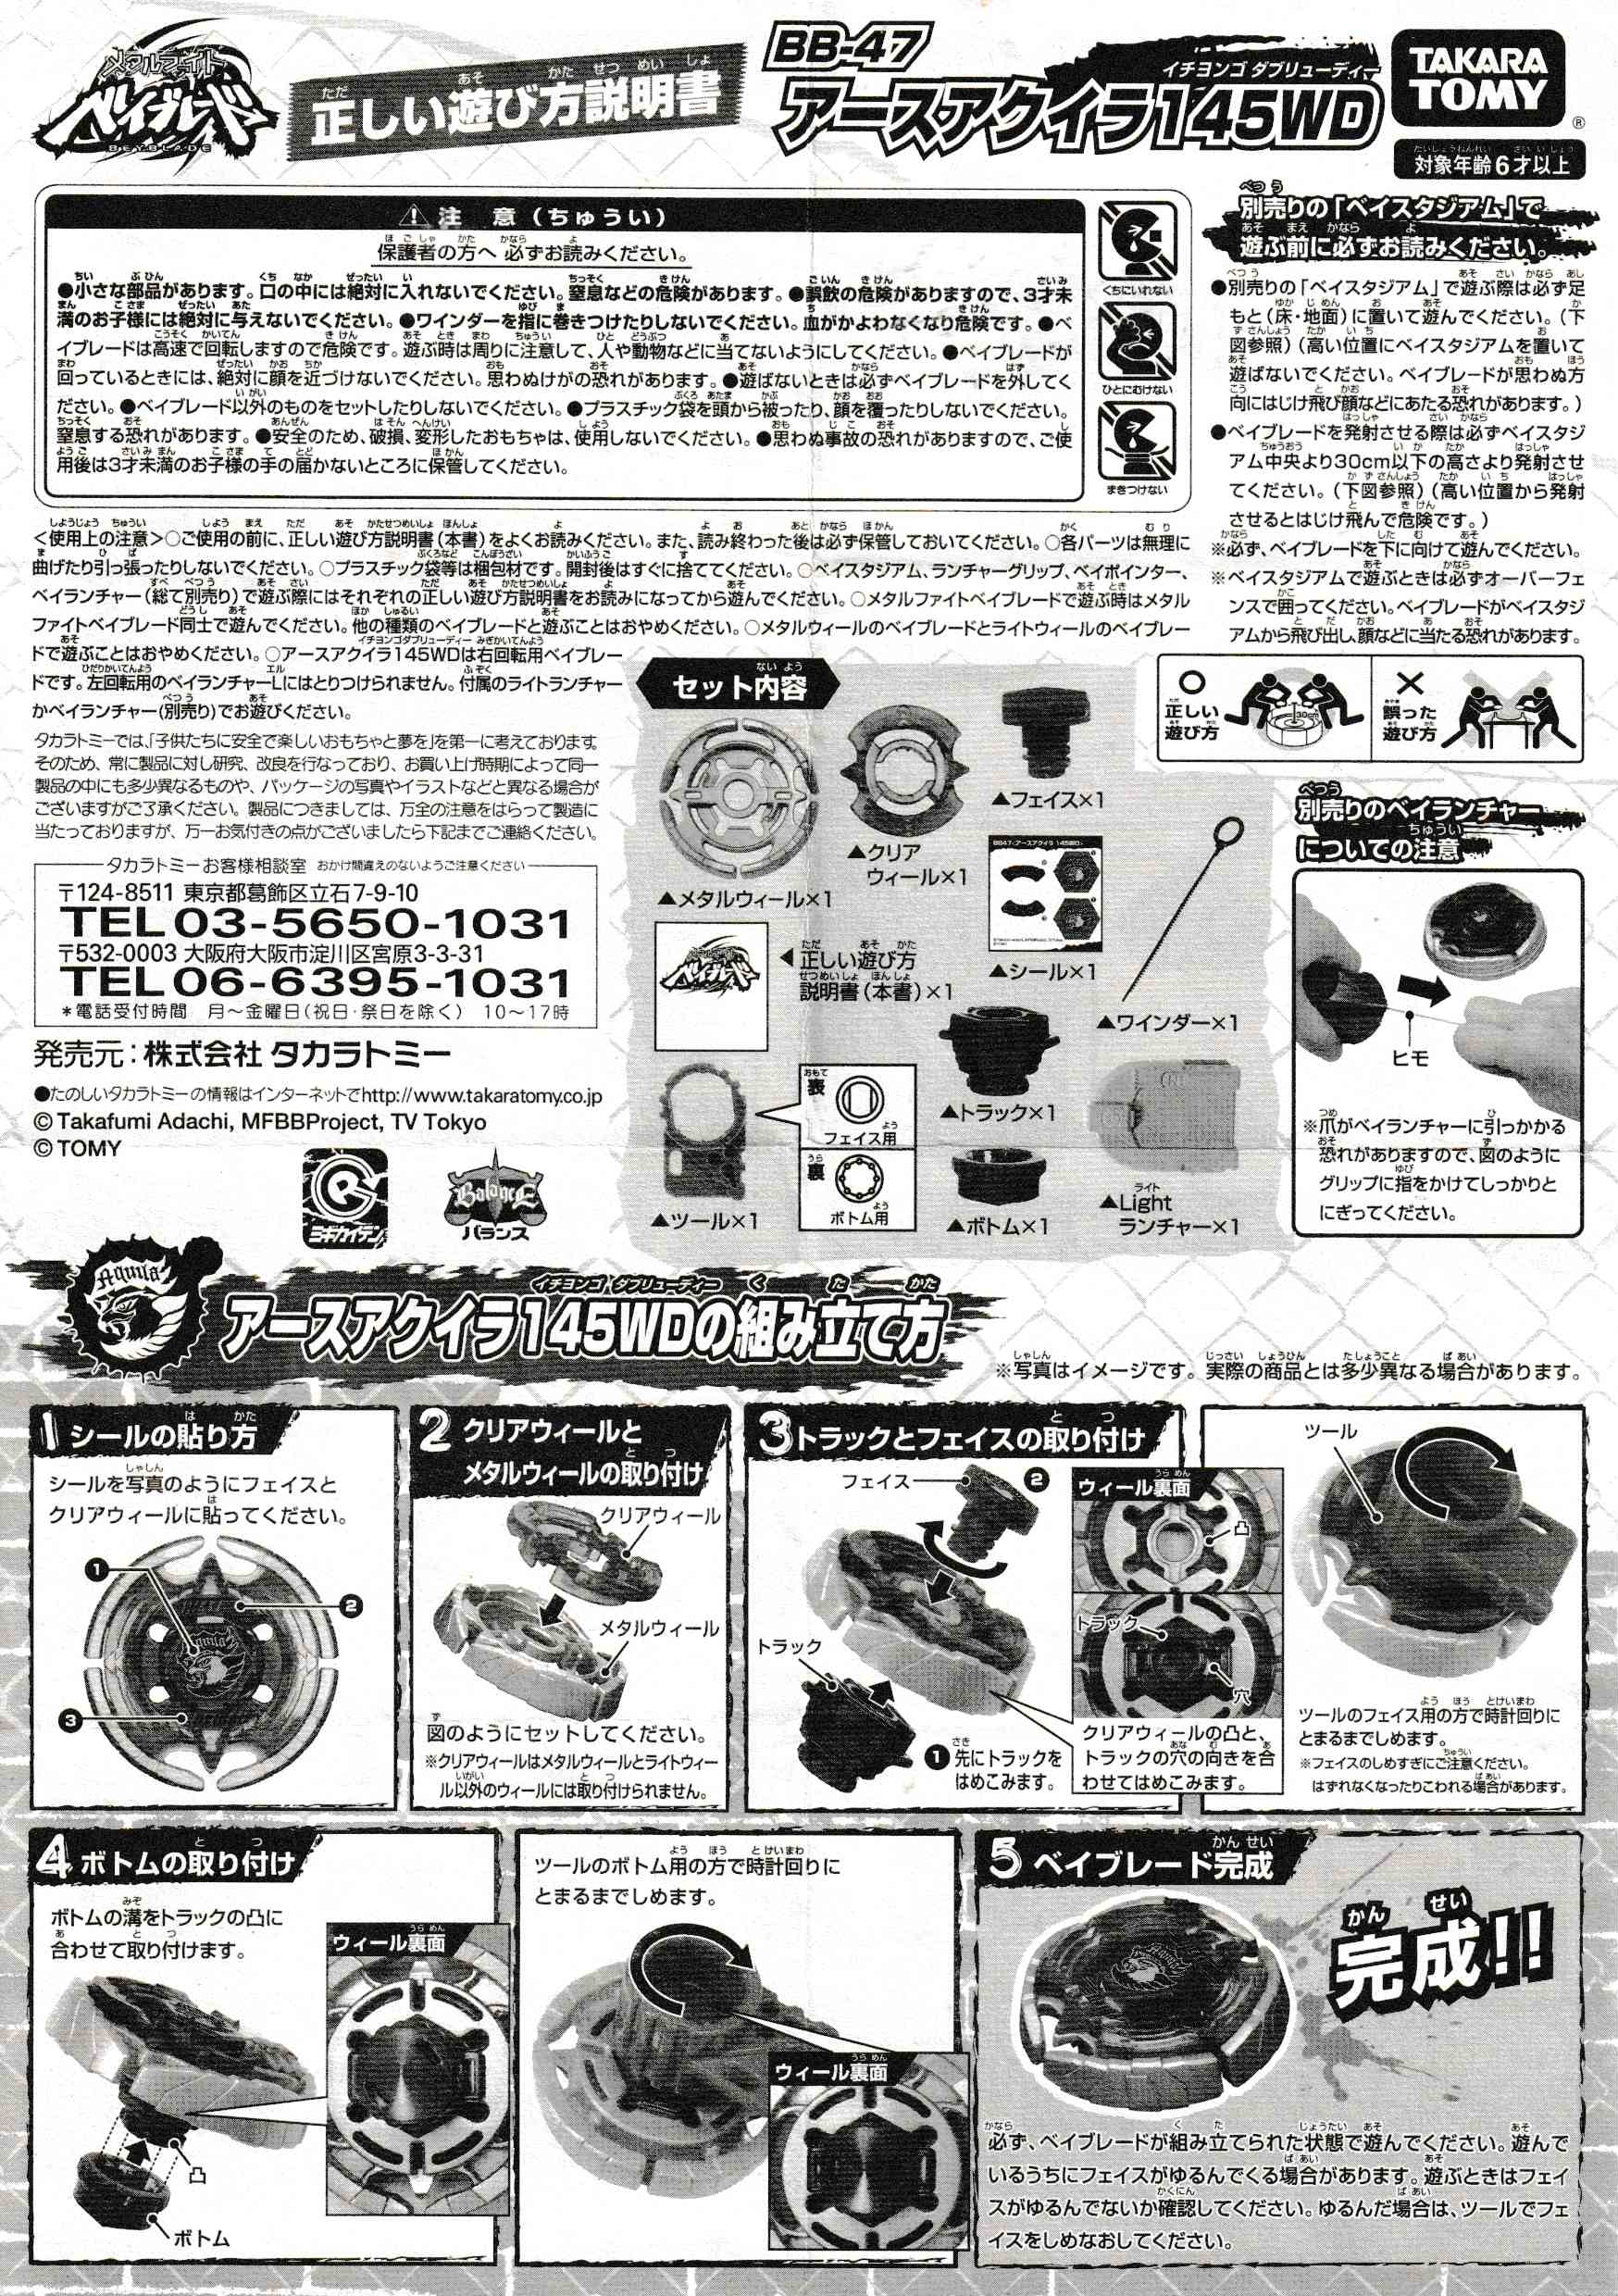 メタルファイト
ベイブレード
BEYBLADE
正しい遊び方説明書
BB-47
イチヨンゴ ダブリューディー
アースアクイラ145WD
TAKARA
TOMY
®
対象年齢6才以上
注 意(ちゅうい)
保護者の方へ 必ずお読みください。
●小さな部品があります。口の中には絶対に入れないでください。窒息などの危険があります。●誤飲の危険がありますので、3才未
満のお子様には絶対に与えないでください。●ワインダーを指に巻きつけたりしないでください。血がかよわなくなり危険です。●ベ
イブレードは高速で回転しますので危険です。遊ぶ時は周りに注意して、人や動物などに当てないようにしてください。●ベイブレードが
回っているときには、絶対に顔を近づけないでください。思わぬけがの恐れがあります。●遊ばないときは必ずベイブレードを外してく
ださい。●ベイブレード以外のものをセットしたりしないでください。●プラスチック袋を頭から被ったり、顔を覆ったりしないでください。
窒息する恐れがあります。●安全のため、破損、変形したおもちゃは、使用しないでください。●思わぬ事故の恐れがありますので、ご使
用後は3才未満のお子様の手の届かないところに保管してください。
くちにいれない
ひとにむけない
まきつけない
別売りの「ベイスタジアム」で
遊ぶ前に必ずお読みください。
●別売りの「ベイスタジアム」で遊ぶ際は必ず足
もと(床・地面)に置いて遊んでください。(下
図参照)(高い位置にベイスタジアムを置いて
遊ばないでください。ベイブレードが思わぬ方
向にはじけ飛び顔などにあたる恐れがあります。)
●ベイブレードを発射させる際は必ずベイスタジ
アム中央より30cm以下の高さより発射させ
てください。(下図参照)(高い位置から発射
させるとはじけ飛んで危険です。)
※必ず、ベイブレードを下に向けて遊んでください。
※ベイスタジアムで遊ぶときは必ずオーバーフェ
ンスで囲ってください。ベイブレードがベイスタジ
アムから飛び出し、顔などに当たる恐れがあります。
<使用上の注意>○ご使用の前に、正しい遊び方説明書(本書)をよくお読みください。また、読み終わった後は必ず保管しておいてください。○各パーツは無理に
曲げたり引っ張ったりしないでください。○プラスチック袋等は梱包材です。開封後はすぐに捨ててください。○ベイスタジアム、ランチャーグリップ、ベイポインター、
ベイランチャー(総て別売り)で遊ぶ際にはそれぞれの正しい遊び方説明書をお読みになってから遊んでください。○メタルファイトベイブレードで遊ぶ時はメタル
ファイトベイブレード同士で遊んでください。他の種類のベイブレードと遊ぶことはおやめください。○メタルウィールのベイブレードとライトウィールのベイブレー
ドで遊ぶことはおやめください。○アースアクイラ145WDは右回転用ベイブレー
ドです。左回転用のベイランチャーLにはとりつけられません。付属のライトランチャー
かベイランチャー(別売り)でお遊びください。
タカラトミーでは、「子供たちに安全で楽しいおもちゃと夢を」を第一に考えております。
そのため、常に製品に対し研究、改良を行なっており、お買い上げ時期によって同一
製品の中にも多少異なるものや、パッケージの写真やイラストなどと異なる場合が
ございますがご了承ください。製品につきましては、万全の注意をはらって製造に
当たっておりますが、万一お気付きの点がございましたら下記までご連絡ください。
タカラトミーお客様相談室 おかけ間違えのないようご注意ください
〒124-8511 東京都葛飾区立石7-9-10
TEL 03-5650-1031
〒532-0003 大阪府大阪市淀川区宮原3-3-31
TEL 06-6395-1031
*電話受付時間 月~金曜日(祝日・祭日を除く) 10~17時
発売元:株式会社 タカラトミー
●たのしいタカラトミーの情報はインターネットでhttp://www.takaratomy.co.jp
© Takafumi Adachi, MFBBProject, TV Tokyo
© TOMY
ミギカイテン
Balance
バランス
セット内容
▲メタルウィール×1
▲クリア
ウィール×1
▲フェイス×1
BB47:アースアクイラ 145WD
▲シール×1
▲ワインダー×1
◀正しい遊び方
説明書(本書)×1
▲ツール×1
表
フェイス用
裏
ボトム用
▲トラック×1
▲ボトム×1
▲Light
ランチャー×1
正しい
遊び方
30cm
誤った
遊び方
別売りのベイランチャー
についての注意
ヒモ
※爪がベイランチャーに引っかかる
恐れがありますので、図のように
グリップに指をかけてしっかりと
にぎってください。
Aquila
イチヨンゴ ダブリューディー
アースアクイラ145WDの組み立て方
※写真はイメージです。実際の商品とは多少異なる場合があります。
1 シールの貼り方
シールを写真のようにフェイスと
クリアウィールに貼ってください。
1
2
3
2 クリアウィールと
メタルウィールの取り付け
クリアウィール
メタルウィール
図のようにセットしてください。
※クリアウィールはメタルウィールとライトウィー
ル以外のウィールには取り付けられません。
3 トラックとフェイスの取り付け
フェイス
2
トラック
1 先にトラックを
はめこみます。
ウィール裏面
凸
トラック
穴
クリアウィールの凸と、
トラックの穴の向きを合
わせてはめこみます。
ツール
ツールのフェイス用の方で時計回りに
とまるまでしめます。
※フェイスのしめすぎにご注意ください。
はずれなくなったりこわれる場合があります。
4 ボトムの取り付け
ボトムの溝をトラックの凸に
合わせて取り付けます。
ウィール裏面
凸
ボトム
ツールのボトム用の方で時計回りに
とまるまでしめます。
ウィール裏面
5 ベイブレード完成
かん せい
完成!!
必ず、ベイブレードが組み立てられた状態で遊んでください。遊んで
いるうちにフェイスがゆるんでくる場合があります。遊ぶときはフェイ
スがゆるんでないか確認してください。ゆるんだ場合は、ツールでフェ
イスをしめなおしてください。